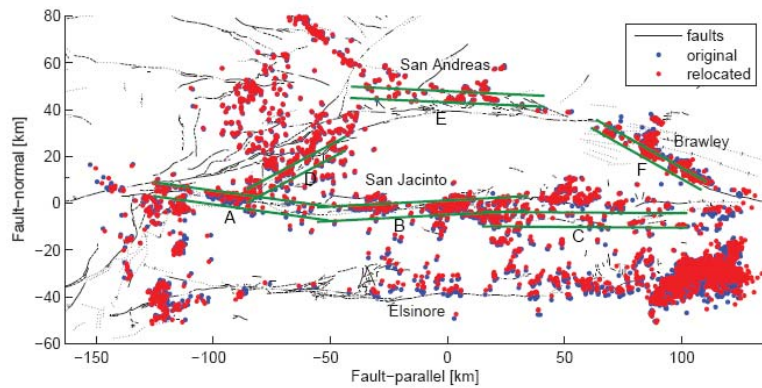 80
60
40
20
0
−20
−40
−60
Fault−normal [km]
San Andreas
E
faults
original
relocated
Brawley
F
D
San Jacinto
A
B
C
Elsinore
−150
−100
−50
0
50
100
Fault−parallel [km]